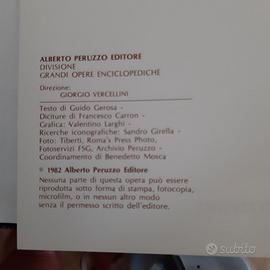 ALBERTO PERUZZO EDITORE
DIVISIONE
GRANDI OPERE ENCICLOPEDICHE
Direzione:
GIORGIO VERCELLINI
Testo di Guido Gerosa -
Diciture di Francesco Carron -
Grafica: Valentino Larghi -
Ricerche iconografiche: Sandro Girella -
Foto: Tiberti, Roma's Press Photo,
Fotoservizi FSG, Archivio Peruzzo -
Coordinamento di Benedetto Mosca
© 1982 Alberto Peruzzo Editore
Nessuna parte di questa opera può essere
riprodotta sotto forma di stampa, fotocopia,
microfilm, o in nessun altro modo
senza il permesso scritto dell'editore.
subito